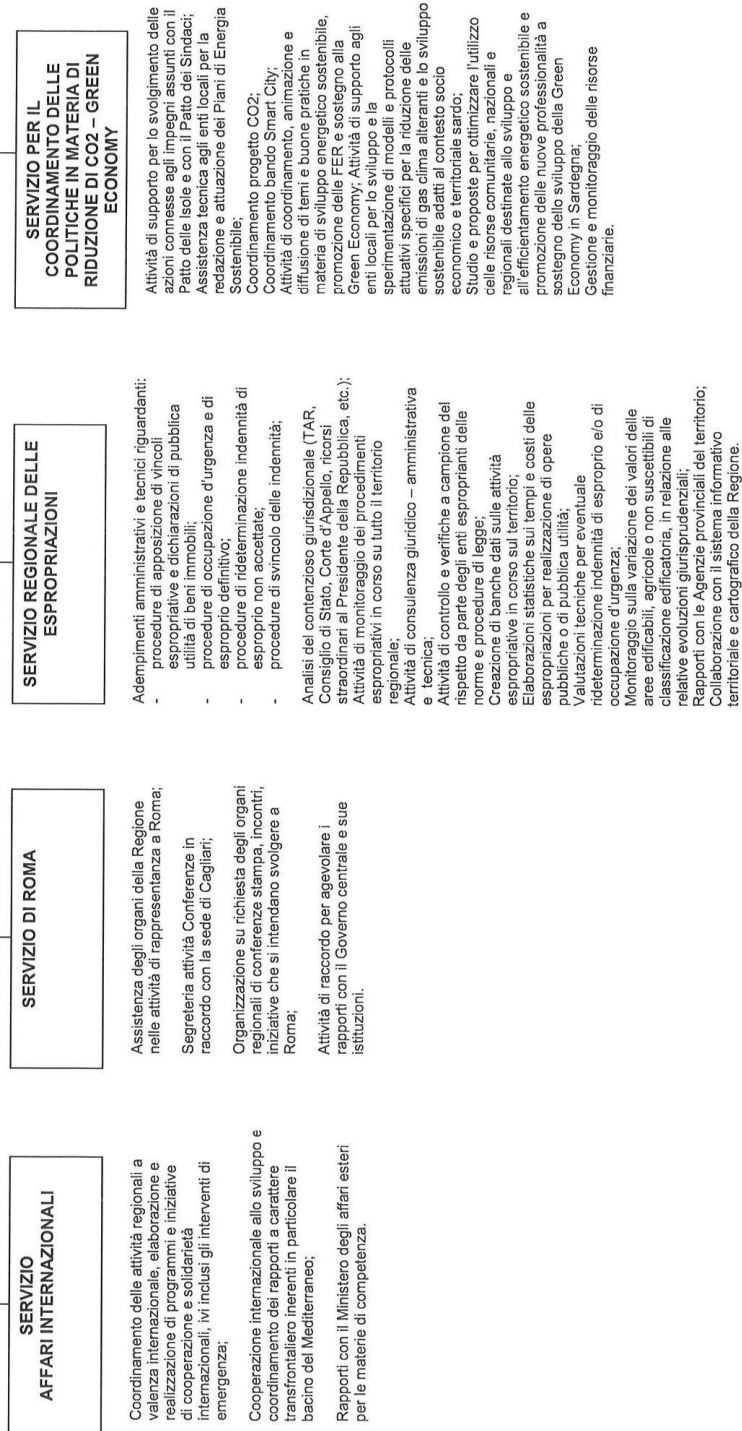 SERVIZIO
AFFARI INTERNAZIONALI
Coordinamento delle attività regionali a
valenza internazionale, elaborazione e
realizzazione di programmi e iniziative
di cooperazione e solidarietà
internazionali, ivi inclusi gli interventi di
emergenza;
Cooperazione internazionale allo sviluppo e
coordinamento dei rapporti a carattere
transfrontaliero inerenti in particolare il
bacino del Mediterraneo;
Rapporti con il Ministero degli affari esteri
per le materie di competenza.
SERVIZIO DI ROMA
Assistenza degli organi della Regione
nelle attività di rappresentanza a Roma;
Segreteria attività Conferenze in
raccordo con la sede di Cagliari;
Organizzazione su richiesta degli organi
regionali di conferenze stampa, incontri,
iniziative che si intendano svolgere a
Roma;
Attività di raccordo per agevolare i
rapporti con il Governo centrale e sue
istituzioni.
SERVIZIO REGIONALE DELLE
ESPROPRIAZIONI
Adempimenti amministrativi e tecnici riguardanti:
- procedure di apposizione di vincoli
espropriative e dichiarazioni di pubblica
utilità di beni immobili;
- procedure di occupazione d'urgenza e di
esproprio definitivo;
- procedure di rideterminazione indennità di
esproprio non accettate;
- procedure di svincolo delle indennità;
Analisi del contenzioso giurisdizionale (TAR,
Consiglio di Stato, Corte d'Appello, ricorsi
straordinari al Presidente della Repubblica, etc.);
Attività di monitoraggio dei procedimenti
espropriativi in corso su tutto il territorio
regionale;
Attività di consulenza giuridico – amministrativa
e tecnica;
Attività di controllo e verifiche a campione del
rispetto da parte degli enti esproprianti delle
norme e procedure di legge;
Creazione di banche dati sulle attività
espropriative in corso sul territorio;
Elaborazioni statistiche sui tempi e costi delle
espropriazioni per realizzazione di opere
pubbliche o di pubblica utilità;
Valutazioni tecniche per eventuale
rideterminazione indennità di esproprio e/o di
occupazione d'urgenza;
Monitoraggio sulla variazione dei valori delle
aree edificabili, agricole o non suscettibili di
classificazione edificatoria, in relazione alle
relative evoluzioni giurisprudenziali;
Rapporti con le Agenzie provinciali del territorio;
Collaborazione con il sistema informativo
territoriale e cartografico della Regione.
SERVIZIO PER IL
COORDINAMENTO DELLE
POLITICHE IN MATERIA DI
RIDUZIONE DI CO2 – GREEN
ECONOMY
Attività di supporto per lo svolgimento delle
azioni connesse agli impegni assunti con il
Patto delle Isole e con il Patto dei Sindaci;
Assistenza tecnica agli enti locali per la
redazione e attuazione dei Piani di Energia
Sostenibile;
Coordinamento progetto CO2;
Coordinamento bando Smart City;
Attività di coordinamento, animazione e
diffusione di temi e buone pratiche in
materia di sviluppo energetico sostenibile,
promozione delle FER e sostegno alla
Green Economy; Attività di supporto agli
enti locali per lo sviluppo e la
sperimentazione di modelli e protocolli
attuativi specifici per la riduzione delle
emissioni di gas clima alteranti e lo sviluppo
sostenibile adatti al contesto socio
economico e territoriale sardo;
Studio e proposte per ottimizzare l'utilizzo
delle risorse comunitarie, nazionali e
regionali destinate allo sviluppo e
all'efficientamento energetico sostenibile e
promozione delle nuove professionalità a
sostegno dello sviluppo della Green
Economy in Sardegna;
Gestione e monitoraggio delle risorse
finanziarie.